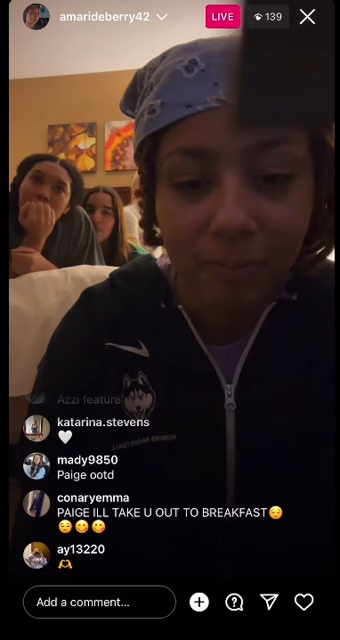 amarideberry42
LIVE
139
Azzi feature
katarina.stevens
🤍
mady9850
Paige ootd
conaryemma
PAIGE ILL TAKE U OUT TO BREAKFAST😌
😌😋😋
ay13220
🫶
Add a comment...